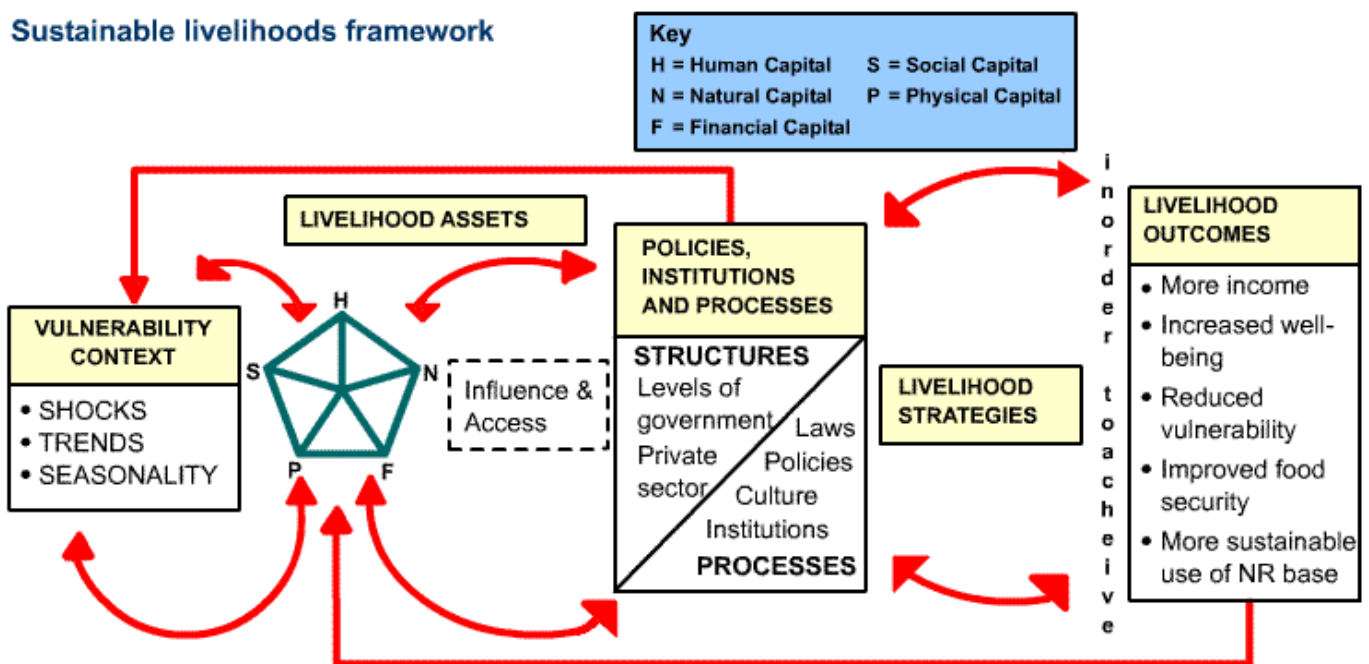 Sustainable livelihoods framework
Key
H = Human Capital S = Social Capital
N = Natural Capital P = Physical Capital
F = Financial Capital
LIVELIHOOD ASSETS
VULNERABILITY
CONTEXT
• SHOCKS
• TRENDS
• SEASONALITY
H
S
N
P
F
Influence &
Access
POLICIES,
INSTITUTIONS
AND PROCESSES
STRUCTURES
Levels of
government
Private
sector
Laws
Policies
Culture
Institutions
PROCESSES
LIVELIHOOD
STRATEGIES
inorder toacheive
LIVELIHOOD
OUTCOMES
• More income
• Increased well-
being
• Reduced
vulnerability
• Improved food
security
• More sustainable
use of NR base